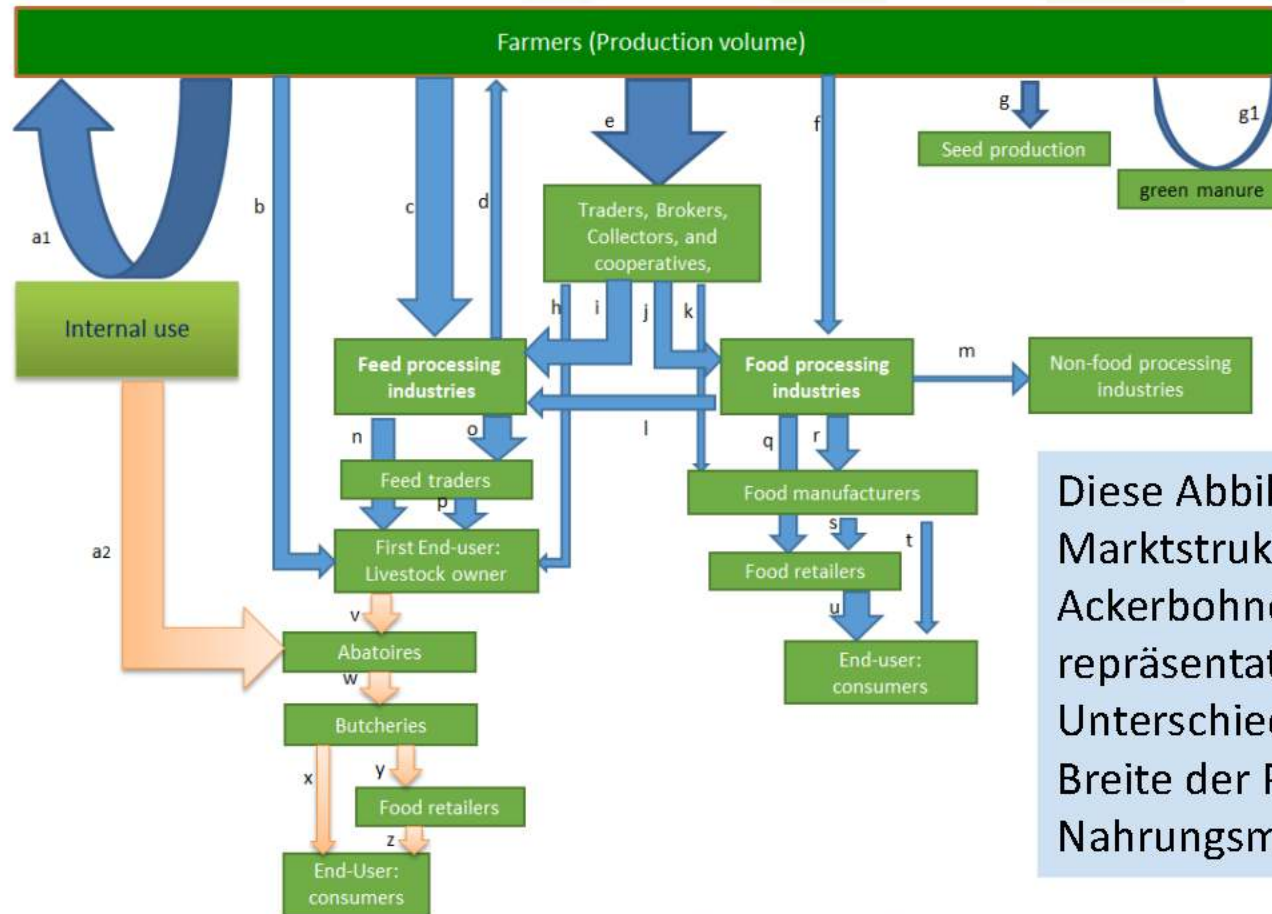 Farmers (Production volume)
g
g1
e
f
Seed production
green manure
b
c
d
a1
Traders, Brokers,
Collectors, and
cooperatives,
Internal use
h
i
j
k
Feed processing
industries
Food processing
industries
m
Non-food processing
industries
n
o
l
q
r
Feed traders
Food manufacturers
p
s
t
a2
First End-user:
Livestock owner
Food retailers
v
u
Abatoires
w
End-user:
consumers
Butcheries
x
y
Food retailers
z
End-User:
consumers
Diese Abbil
Marktstruk
Ackerbohne
repräsentat
Unterschied
Breite der P
Nahrungsm